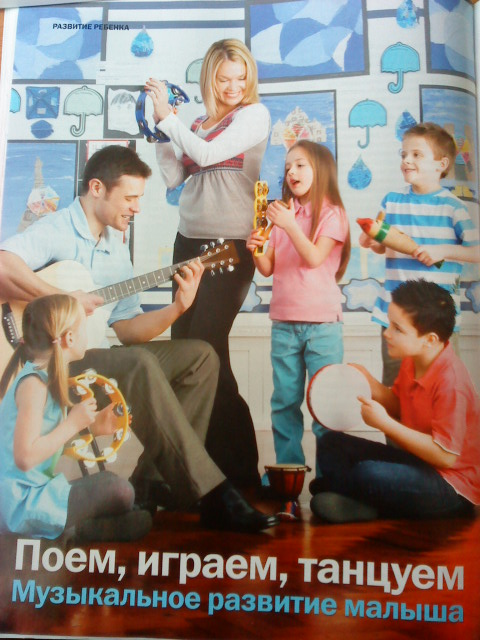 РАЗВИТИЕ РЕБЕНКА
Поем, играем, танцуем
Музыкальное развитие малыша